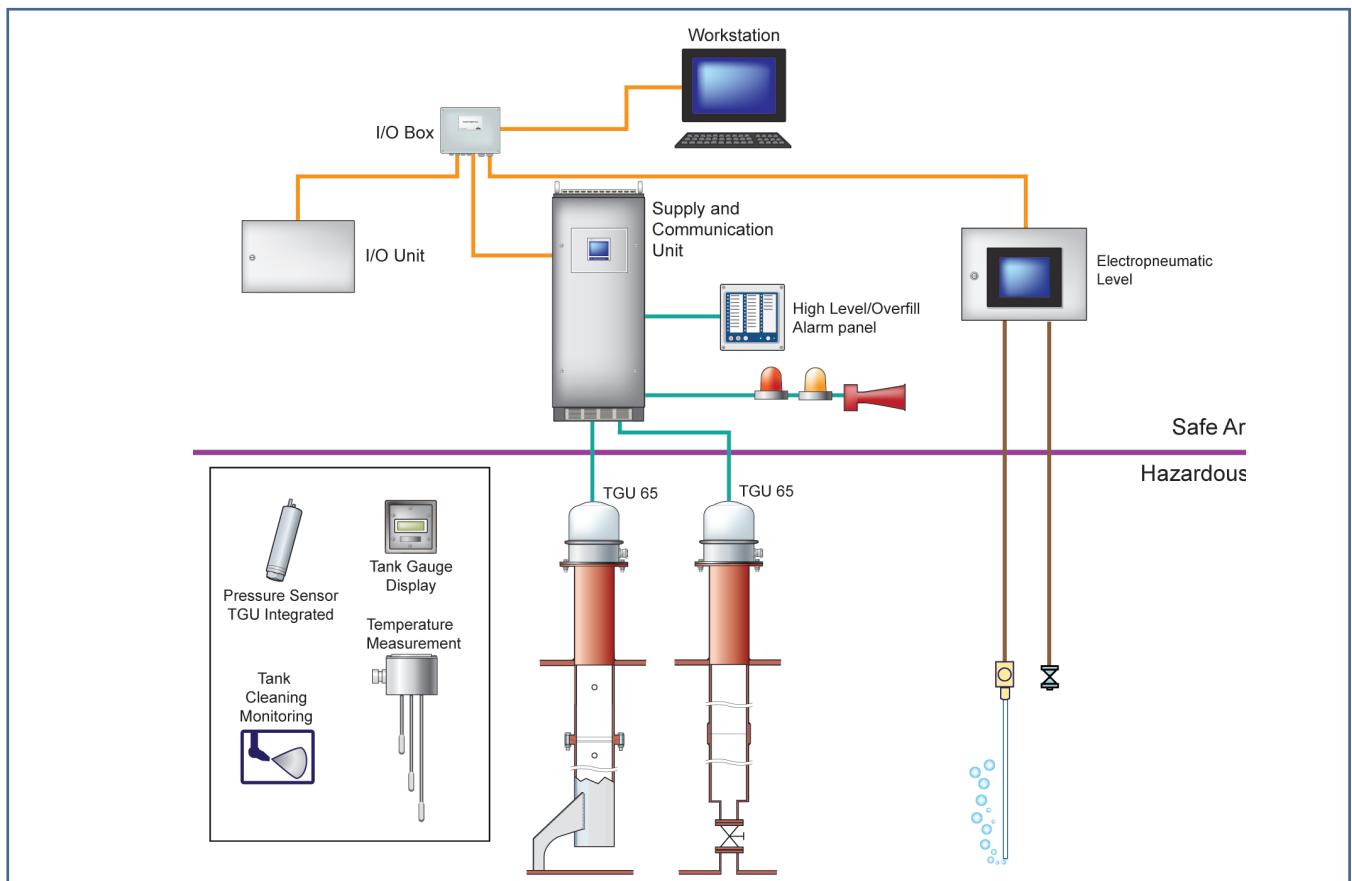 Workstation
I/O Box
Supply and
Communication
Unit
I/O Unit
Electropneumatic
Level
High Level/Overfill
Alarm panel
Safe Ar
Hazardous
TGU 65
TGU 65
Pressure Sensor
TGU Integrated
Tank Gauge
Display
Temperature
Measurement
Tank
Cleaning
Monitoring